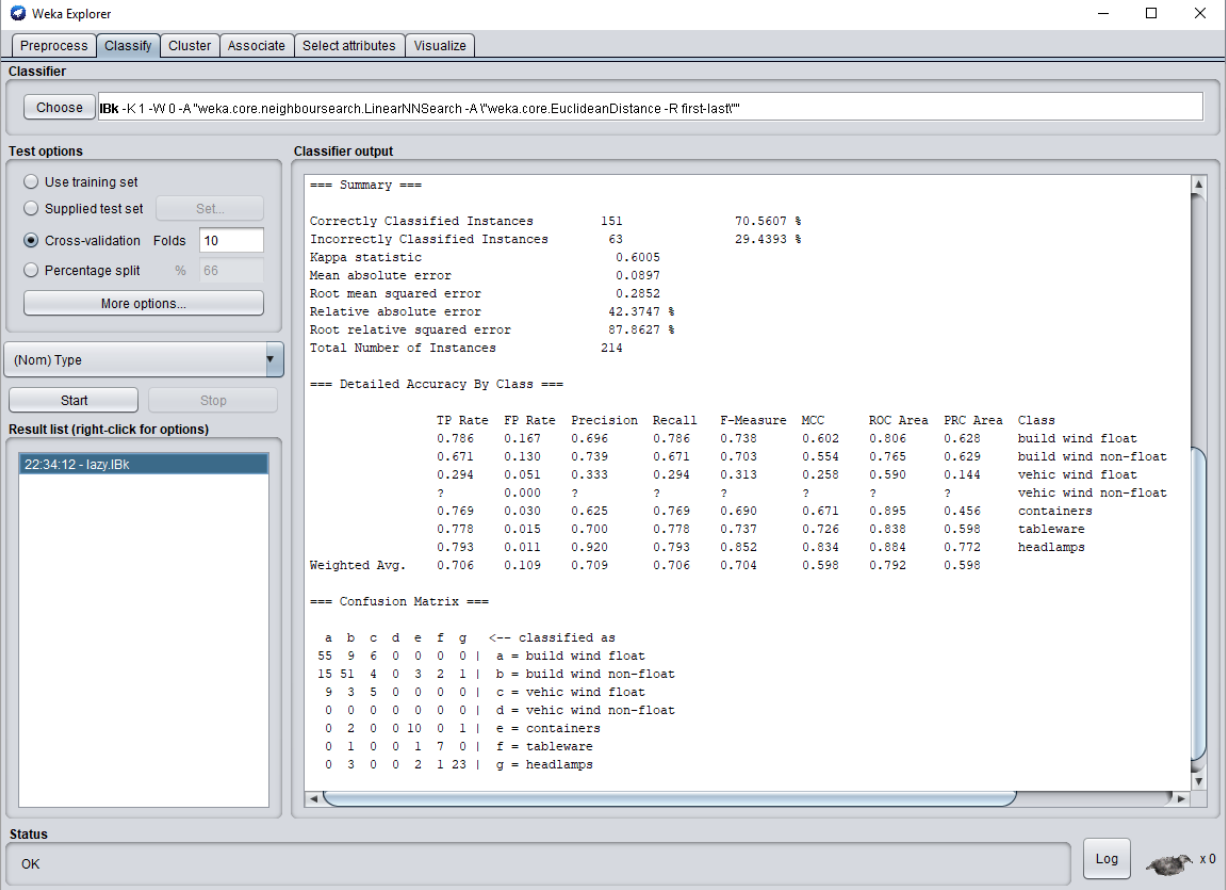 Weka Explorer
Preprocess Classify Cluster Associate Select attributes Visualize
Classifier
Choose IBk -K 1 -W 0 -A "weka.core.neighboursearch.LinearNNSearch -A \"weka.core.EuclideanDistance -R first-last\""
Test options
Use training set
Supplied test set Set...
Cross-validation Folds 10
Percentage split % 66
More options...
(Nom) Type
Start Stop
Result list (right-click for options)
22:34:12 - lazy.IBk
Classifier output
=== Summary ===
Correctly Classified Instances 151 70.5607 %
Incorrectly Classified Instances 63 29.4393 %
Kappa statistic 0.6005
Mean absolute error 0.0897
Root mean squared error 0.2852
Relative absolute error 42.3747 %
Root relative squared error 87.8627 %
Total Number of Instances 214
=== Detailed Accuracy By Class ===
TP Rate FP Rate Precision Recall F-Measure MCC ROC Area PRC Area Class
0.786 0.167 0.696 0.786 0.738 0.602 0.806 0.628 build wind float
0.671 0.130 0.739 0.671 0.703 0.554 0.765 0.629 build wind non-float
0.294 0.051 0.333 0.294 0.313 0.258 0.590 0.144 vehic wind float
? 0.000 ? ? ? ? ? ? vehic wind non-float
0.769 0.030 0.625 0.769 0.690 0.671 0.895 0.456 containers
0.778 0.015 0.700 0.778 0.737 0.726 0.838 0.598 tableware
0.793 0.011 0.920 0.793 0.852 0.834 0.884 0.772 headlamps
Weighted Avg. 0.706 0.109 0.709 0.706 0.704 0.598 0.792 0.598
=== Confusion Matrix ===
a b c d e f g <-- classified as
55 9 6 0 0 0 0 | a = build wind float
15 51 4 0 3 2 1 | b = build wind non-float
9 3 5 0 0 0 0 | c = vehic wind float
0 0 0 0 0 0 0 | d = vehic wind non-float
0 2 0 0 10 0 1 | e = containers
0 1 0 0 1 7 0 | f = tableware
0 3 0 0 2 1 23 | g = headlamps
Status
OK
Log x 0